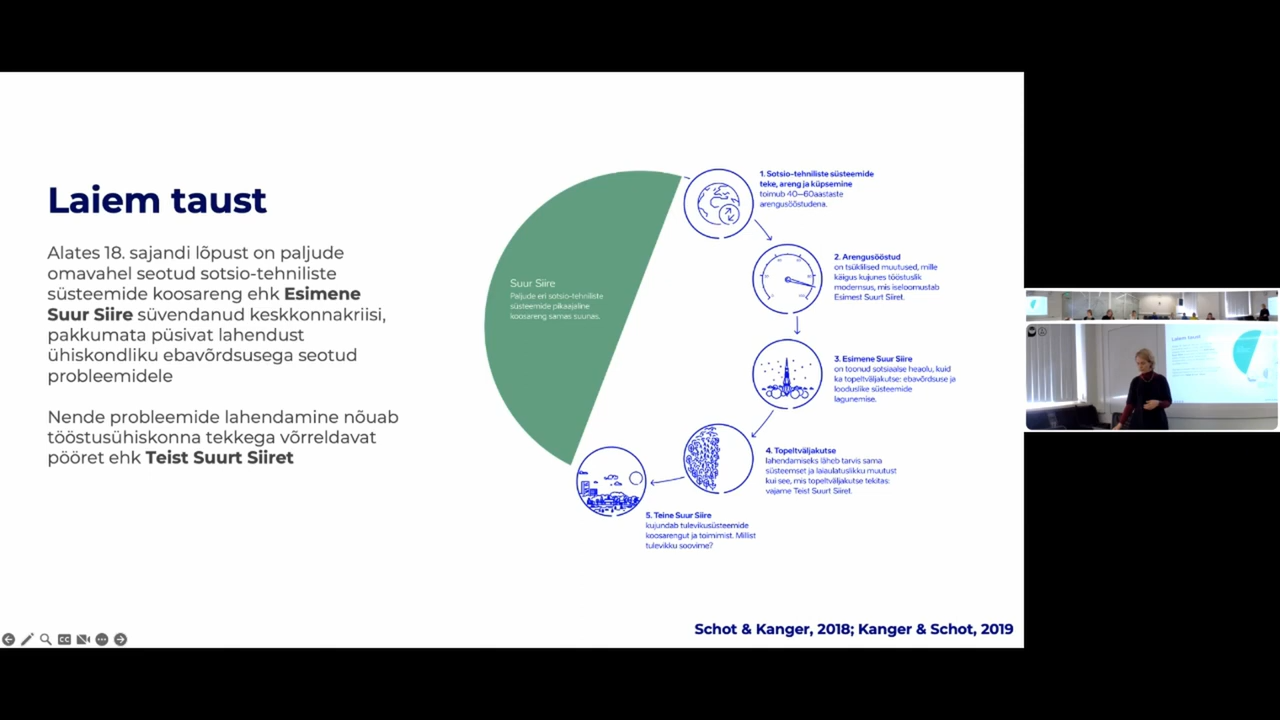 Laiem taust
Alates 18. sajandi lõpust on paljude
omavahel seotud sotsio-tehniliste
süsteemide koosareng ehk Esimene
Suur Siire süvendanud keskkonnakriisi,
pakkumata püsivat lahendust
ühiskondliku ebavõrdsusega seotud
probleemidele
Nende probleemide lahendamine nõuab
tööstusühiskonna tekkega võrreldavat
pööret ehk Teist Suurt Siiret
Suur Siire
Paljude eri sotsio-tehniliste
süsteemide pikaajaline
koosareng samas suunas.
1. Sotsio-tehniliste süsteemide
teke, areng ja küpsemine
toimub 40–60aastaste
arengusööstudena.
2. Arengusööstud
on tsüklilised muutused, mille
käigus kujunes tööstuslik
modernsus, mis iseloomustab
Esimest Suurt Siiret.
3. Esimene Suur Siire
on toonud sotsiaalse heaolu, kuid
ka topeltväljakutse: ebavõrdsuse ja
looduslike süsteemide
lagunemise.
4. Topeltväljakutse
lahendamiseks läheb tarvis sama
süsteemset ja laiaulatuslikku muutust
kui see, mis topeltväljakutse tekitas:
vajame Teist Suurt Siiret.
5. Teine Suur Siire
kujundab tulevikusüsteemide
koosarengut ja toimimist. Millist
tulevikku soovime?
Schot & Kanger, 2018; Kanger & Schot, 2019
CC
Laiem taust